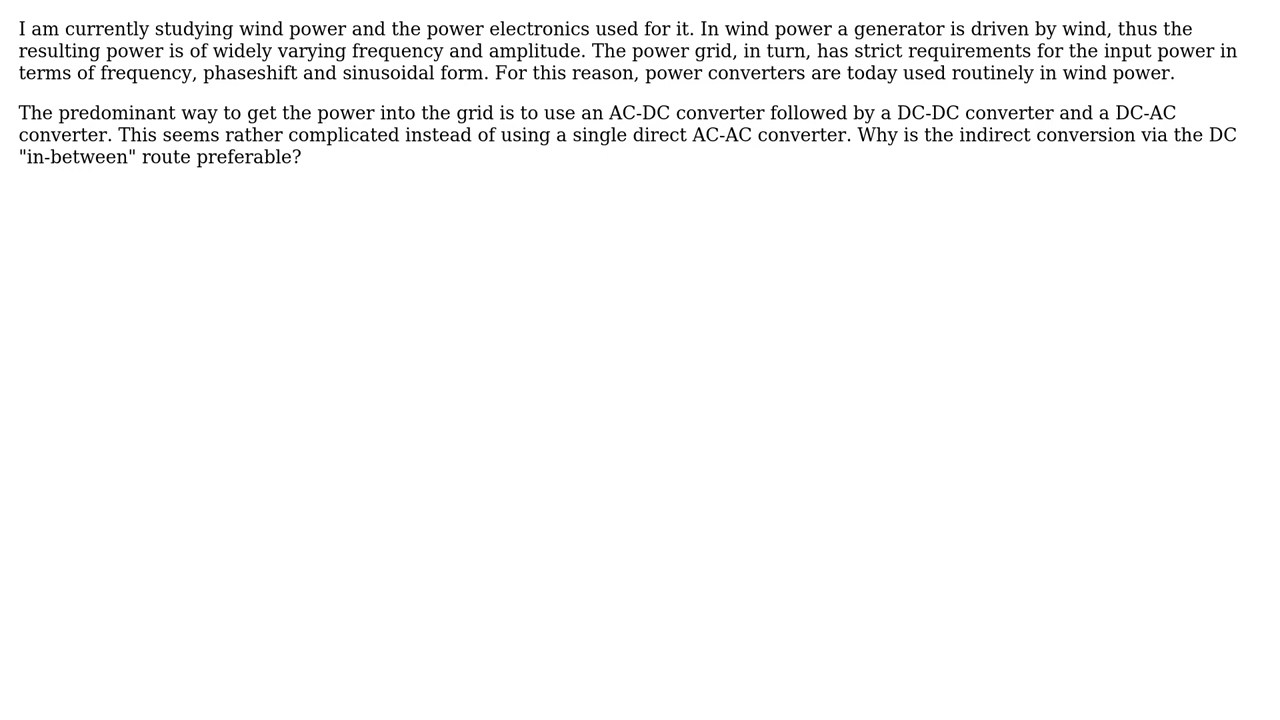 I am currently studying wind power and the power electronics used for it. In wind power a generator is driven by wind, thus the
resulting power is of widely varying frequency and amplitude. The power grid, in turn, has strict requirements for the input power in
terms of frequency, phaseshift and sinusoidal form. For this reason, power converters are today used routinely in wind power.
The predominant way to get the power into the grid is to use an AC-DC converter followed by a DC-DC converter and a DC-AC
converter. This seems rather complicated instead of using a single direct AC-AC converter. Why is the indirect conversion via the DC
"in-between" route preferable?